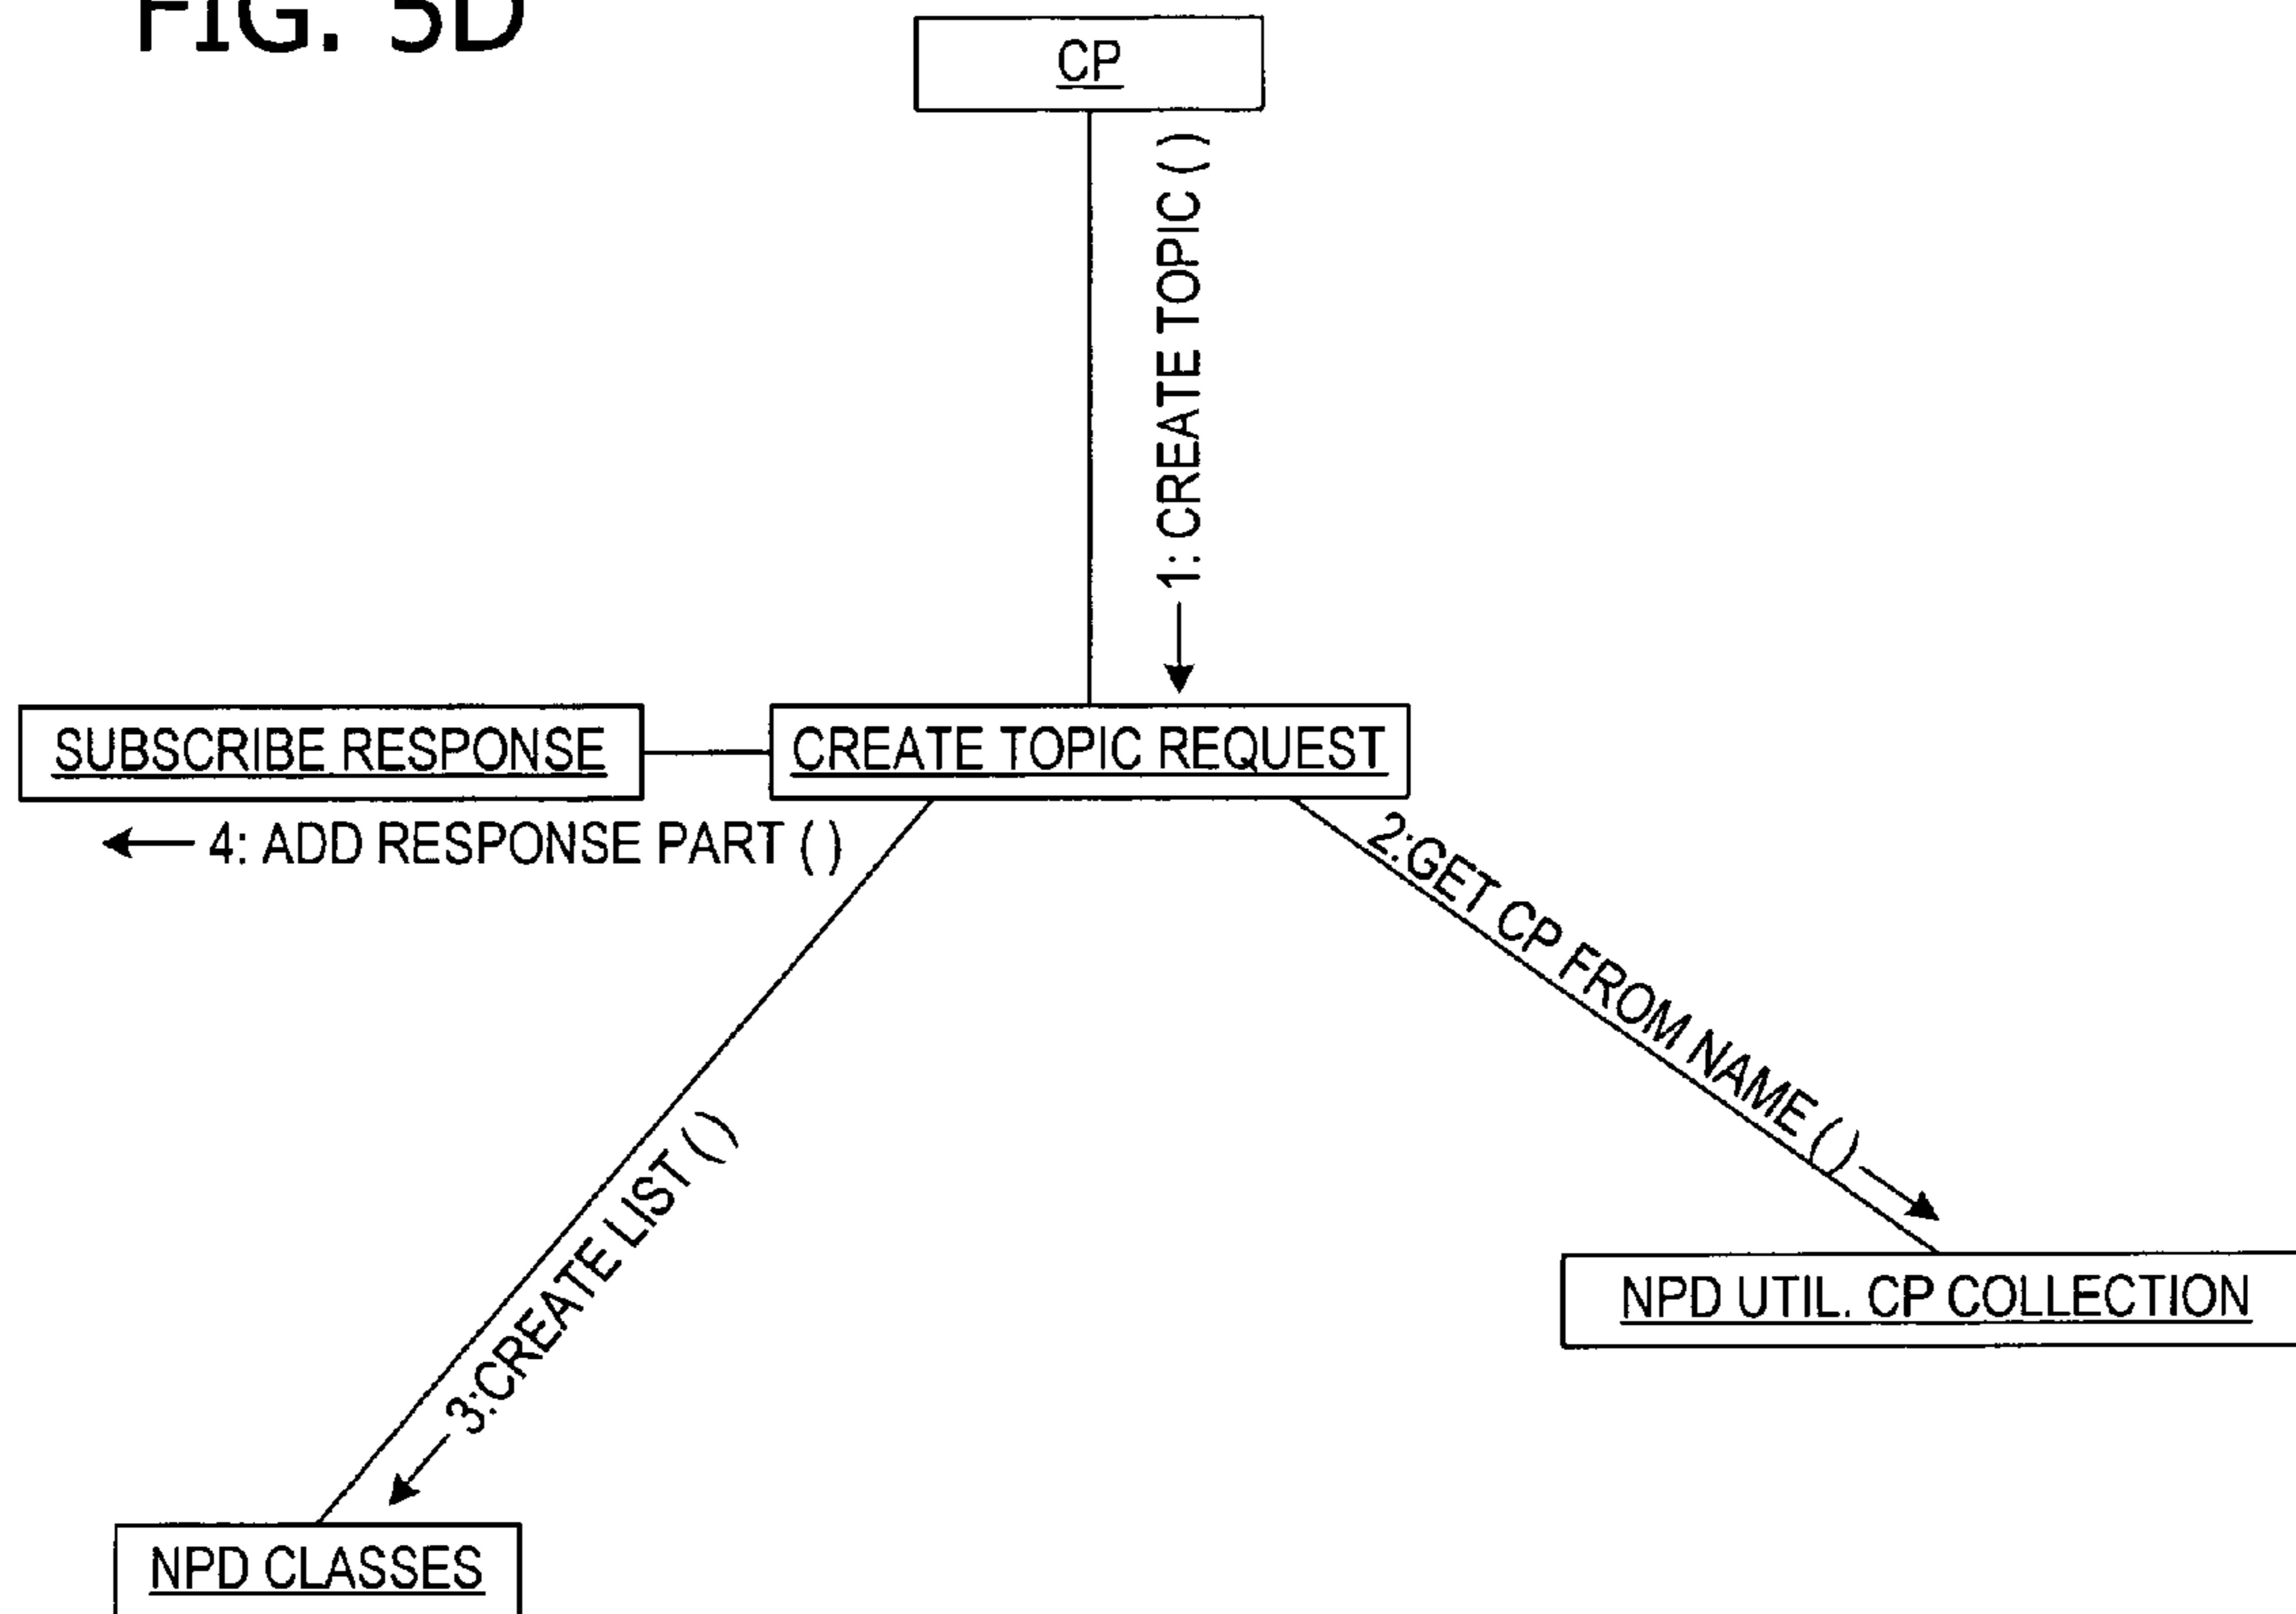 FIG. 5D
CP
1: CREATE TOPIC ( )
SUBSCRIBE RESPONSE
CREATE TOPIC REQUEST
4: ADD RESPONSE PART ( )
2:GET CP FROM NAME ( )
3:CREATE LIST ( )
NPD UTIL. CP COLLECTION
NPD CLASSES